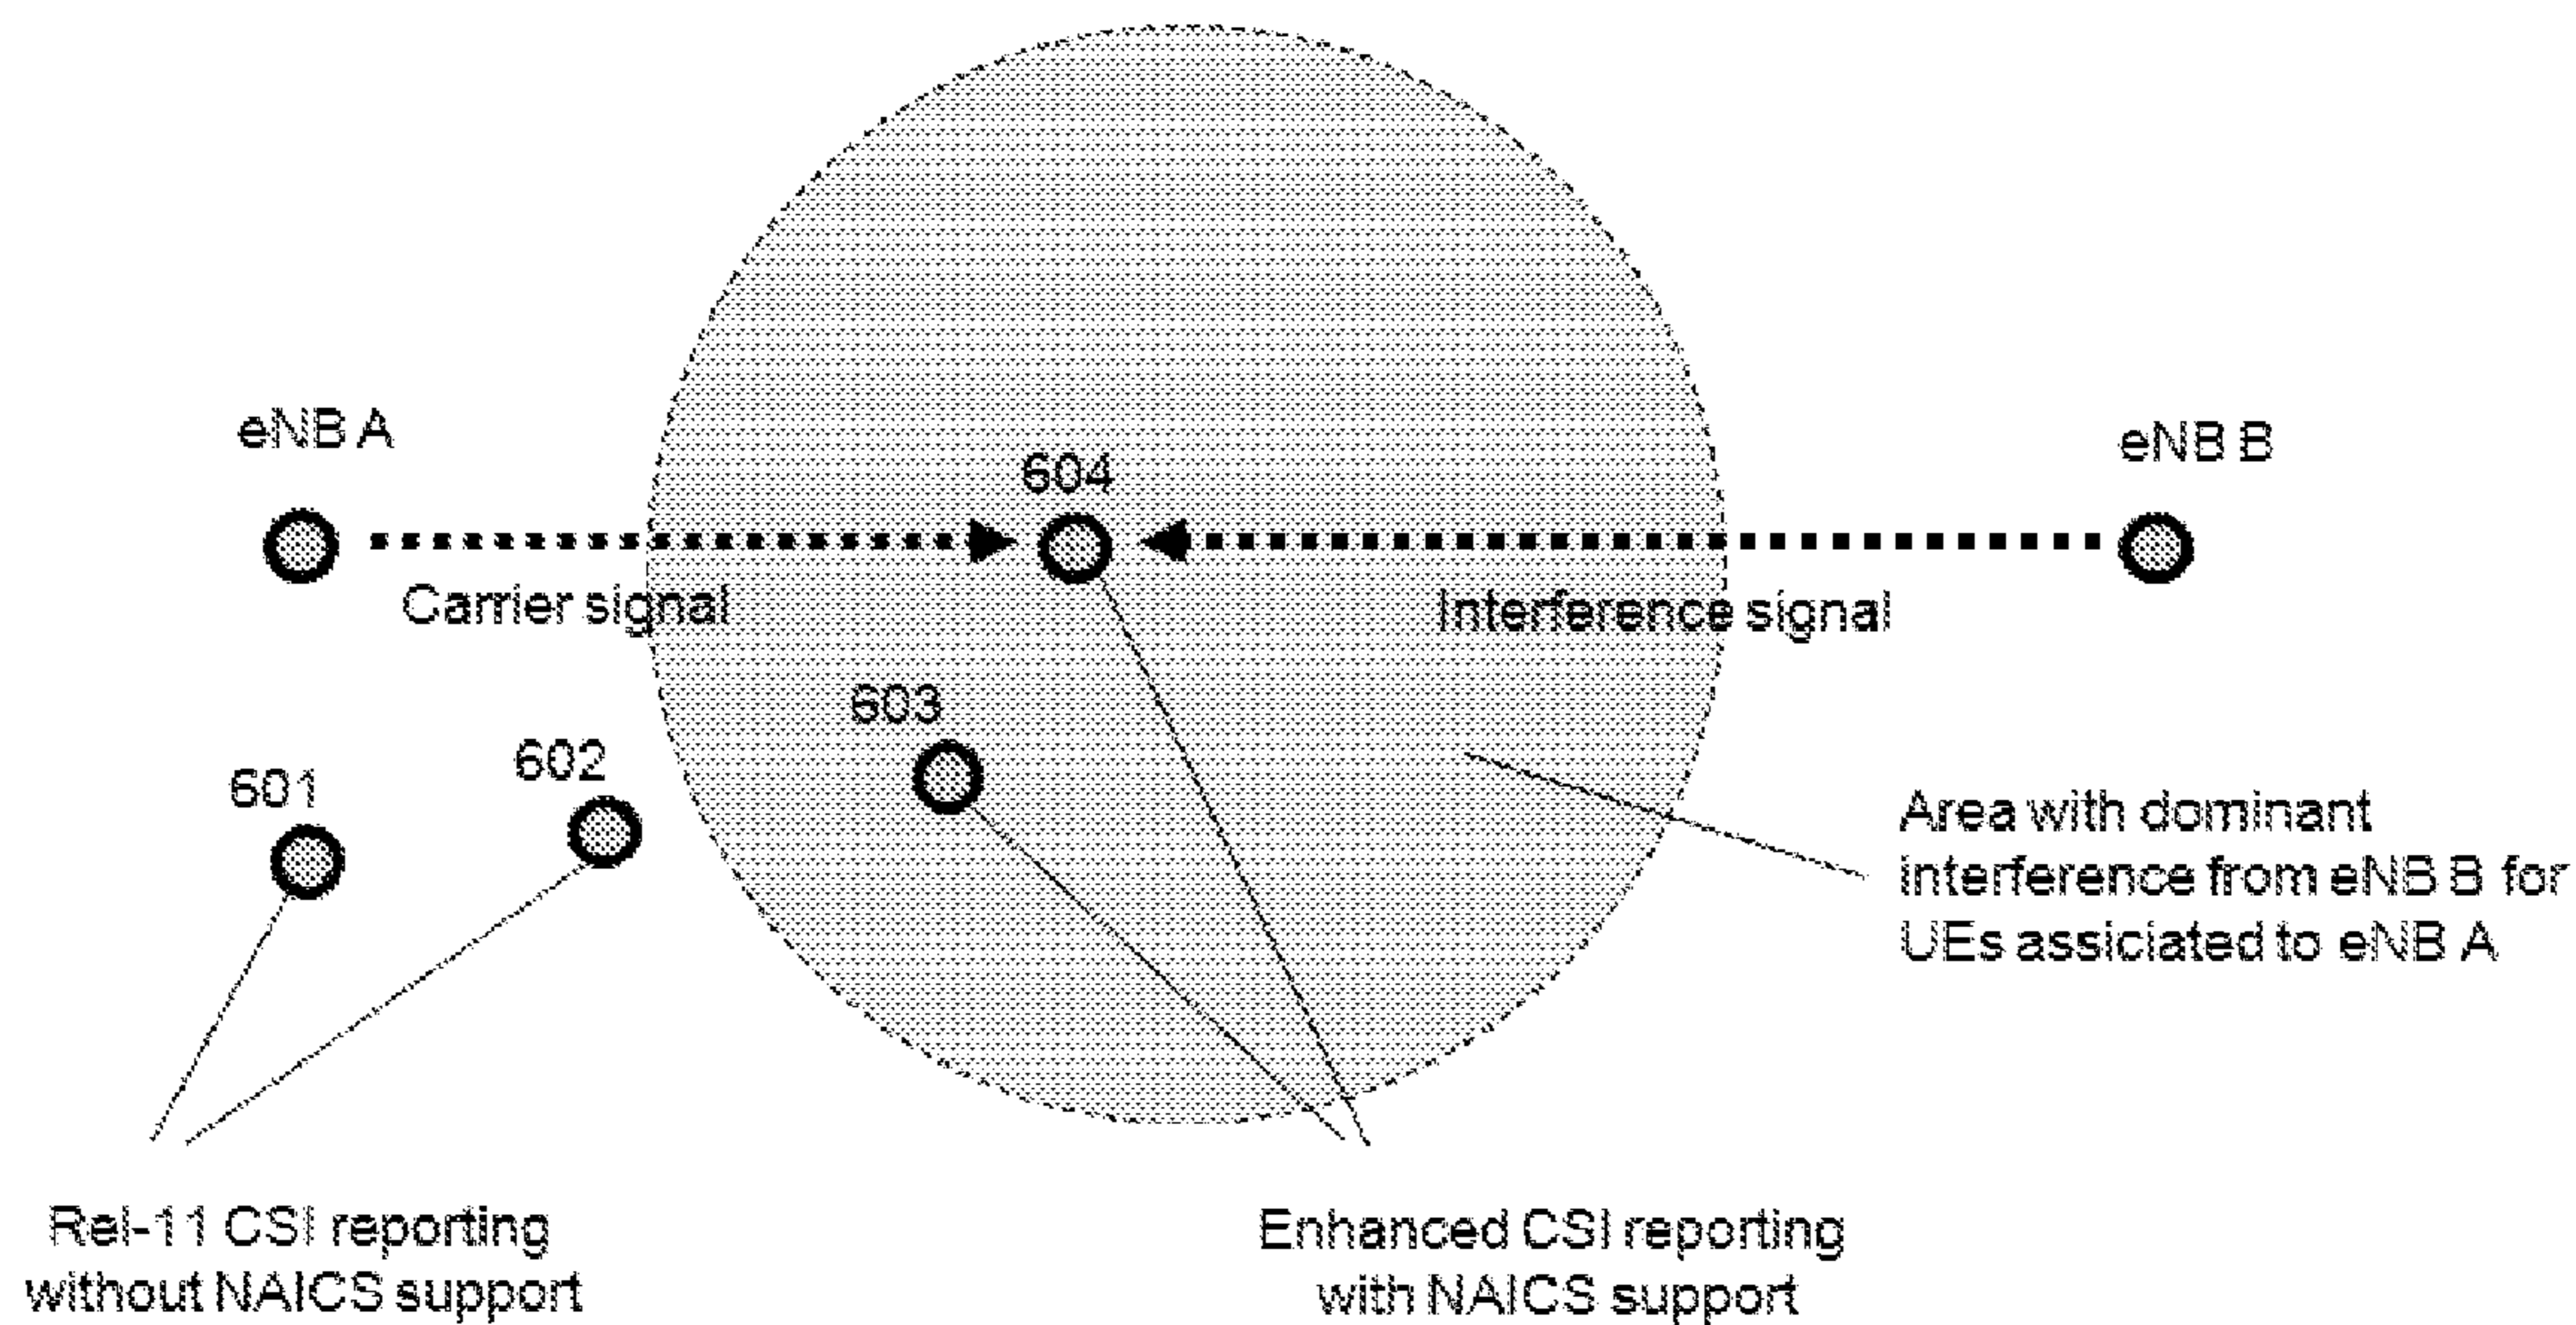 eNB A
eNB B
604
Carrier signal
Interference signal
603
602
601
Area with dominant
interference from eNB B for
UEs assiciated to eNB A
Rel-11 CSI reporting
without NAICS support
Enhanced CSI reporting
with NAICS support